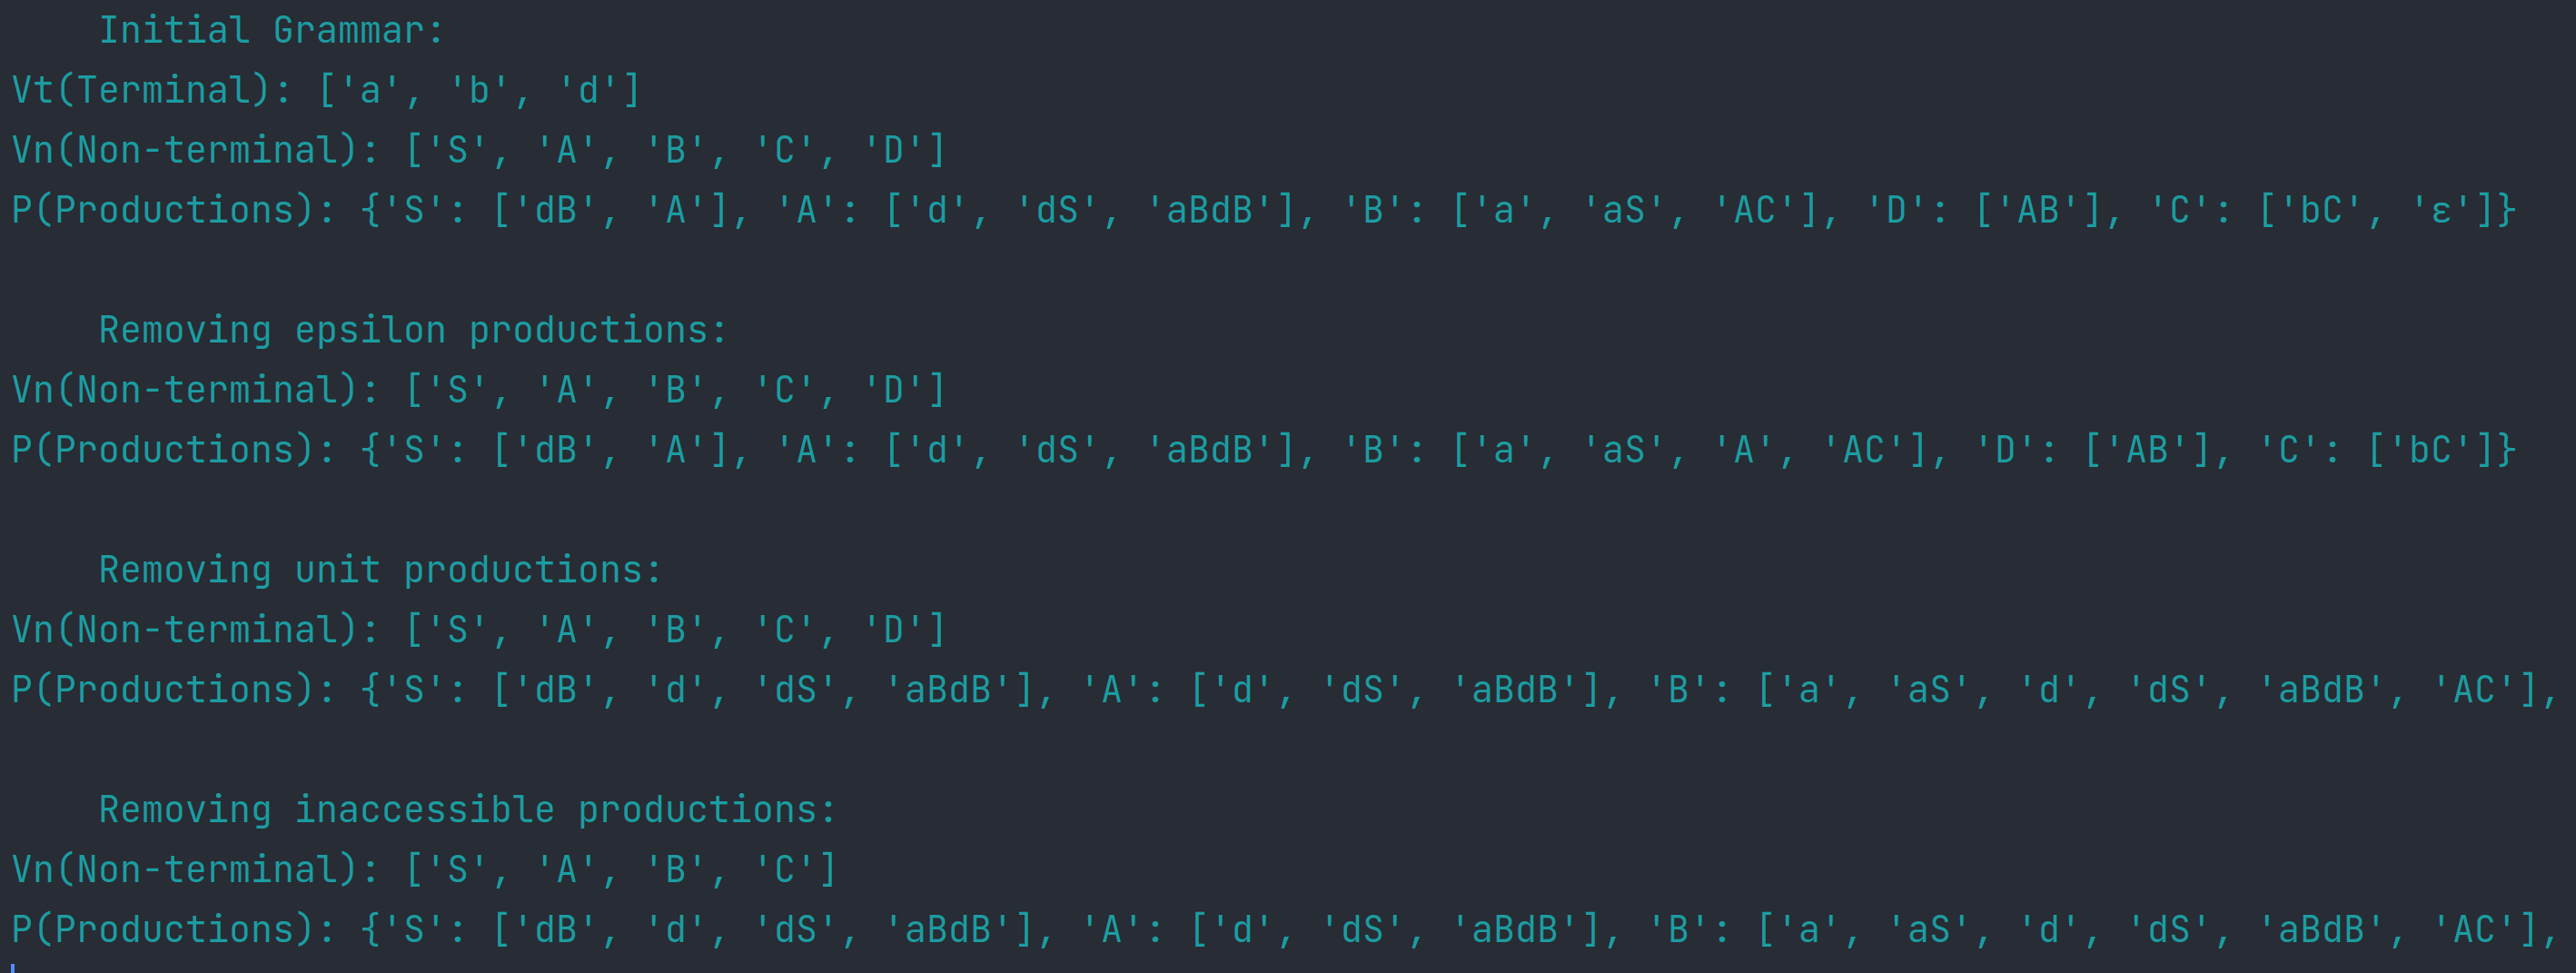 Initial Grammar:
Vt(Terminal): ['a', 'b', 'd']
Vn(Non-terminal): ['S', 'A', 'B', 'C', 'D']
P(Productions): {'S': ['dB', 'A'], 'A': ['d', 'dS', 'aBdB'], 'B': ['a', 'aS', 'AC'], 'D': ['AB'], 'C': ['bC', 'ε']}
Removing epsilon productions:
Vn(Non-terminal): ['S', 'A', 'B', 'C', 'D']
P(Productions): {'S': ['dB', 'A'], 'A': ['d', 'dS', 'aBdB'], 'B': ['a', 'aS', 'A', 'AC'], 'D': ['AB'], 'C': ['bC']}
Removing unit productions:
Vn(Non-terminal): ['S', 'A', 'B', 'C', 'D']
P(Productions): {'S': ['dB', 'd', 'dS', 'aBdB'], 'A': ['d', 'dS', 'aBdB'], 'B': ['a', 'aS', 'd', 'dS', 'aBdB', 'AC'],
Removing inaccessible productions:
Vn(Non-terminal): ['S', 'A', 'B', 'C']
P(Productions): {'S': ['dB', 'd', 'dS', 'aBdB'], 'A': ['d', 'dS', 'aBdB'], 'B': ['a', 'aS', 'd', 'dS', 'aBdB', 'AC'],